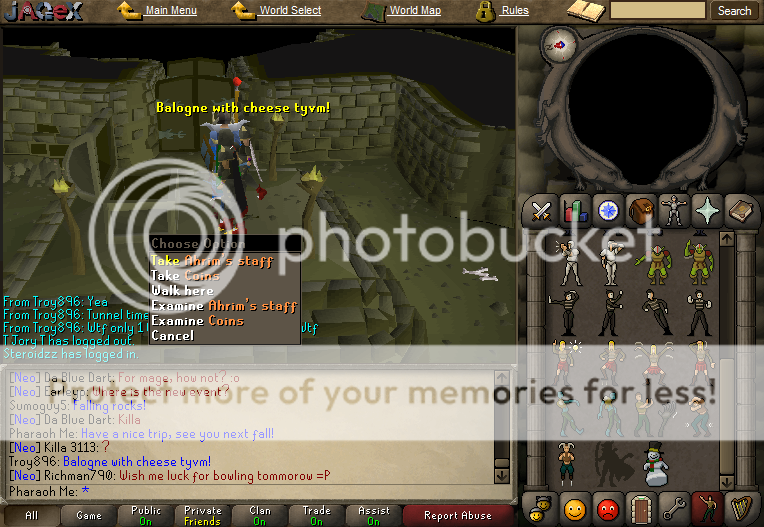 JAGeX
Main Menu
World Select
World Map
Rules
Search
Balogne with cheese tyvm!
photobucket
Choose Option
Take Ahrim's staff
Take Coins
Walk here
Examine Ahrim's staff
Examine Coins
Cancel
From Troy896: Yea
From Troy896: Tunnel time
From Troy896: Wtf only 1
Wtf
T Jory T has logged out.
Steroidzz has logged in.
Protect more of your memories for less!
[Neo] Da Blue Dart: For mage, how not? :o
[Neo] Earleyup: Where is the new event?
Sumoguy5: Falling rocks!
[Neo] Da Blue Dart: Killa
Pharaoh Me: Have a nice trip, see you next fall!
[Neo] Killa 3113: ?
Troy896: Balogne with cheese tyvm!
[Neo] Richman790: Wish me luck for bowling tommorow =P
Pharaoh Me: *
All
Game
Public
On
Private
Friends
Clan
On
Trade
On
Assist
On
Report Abuse